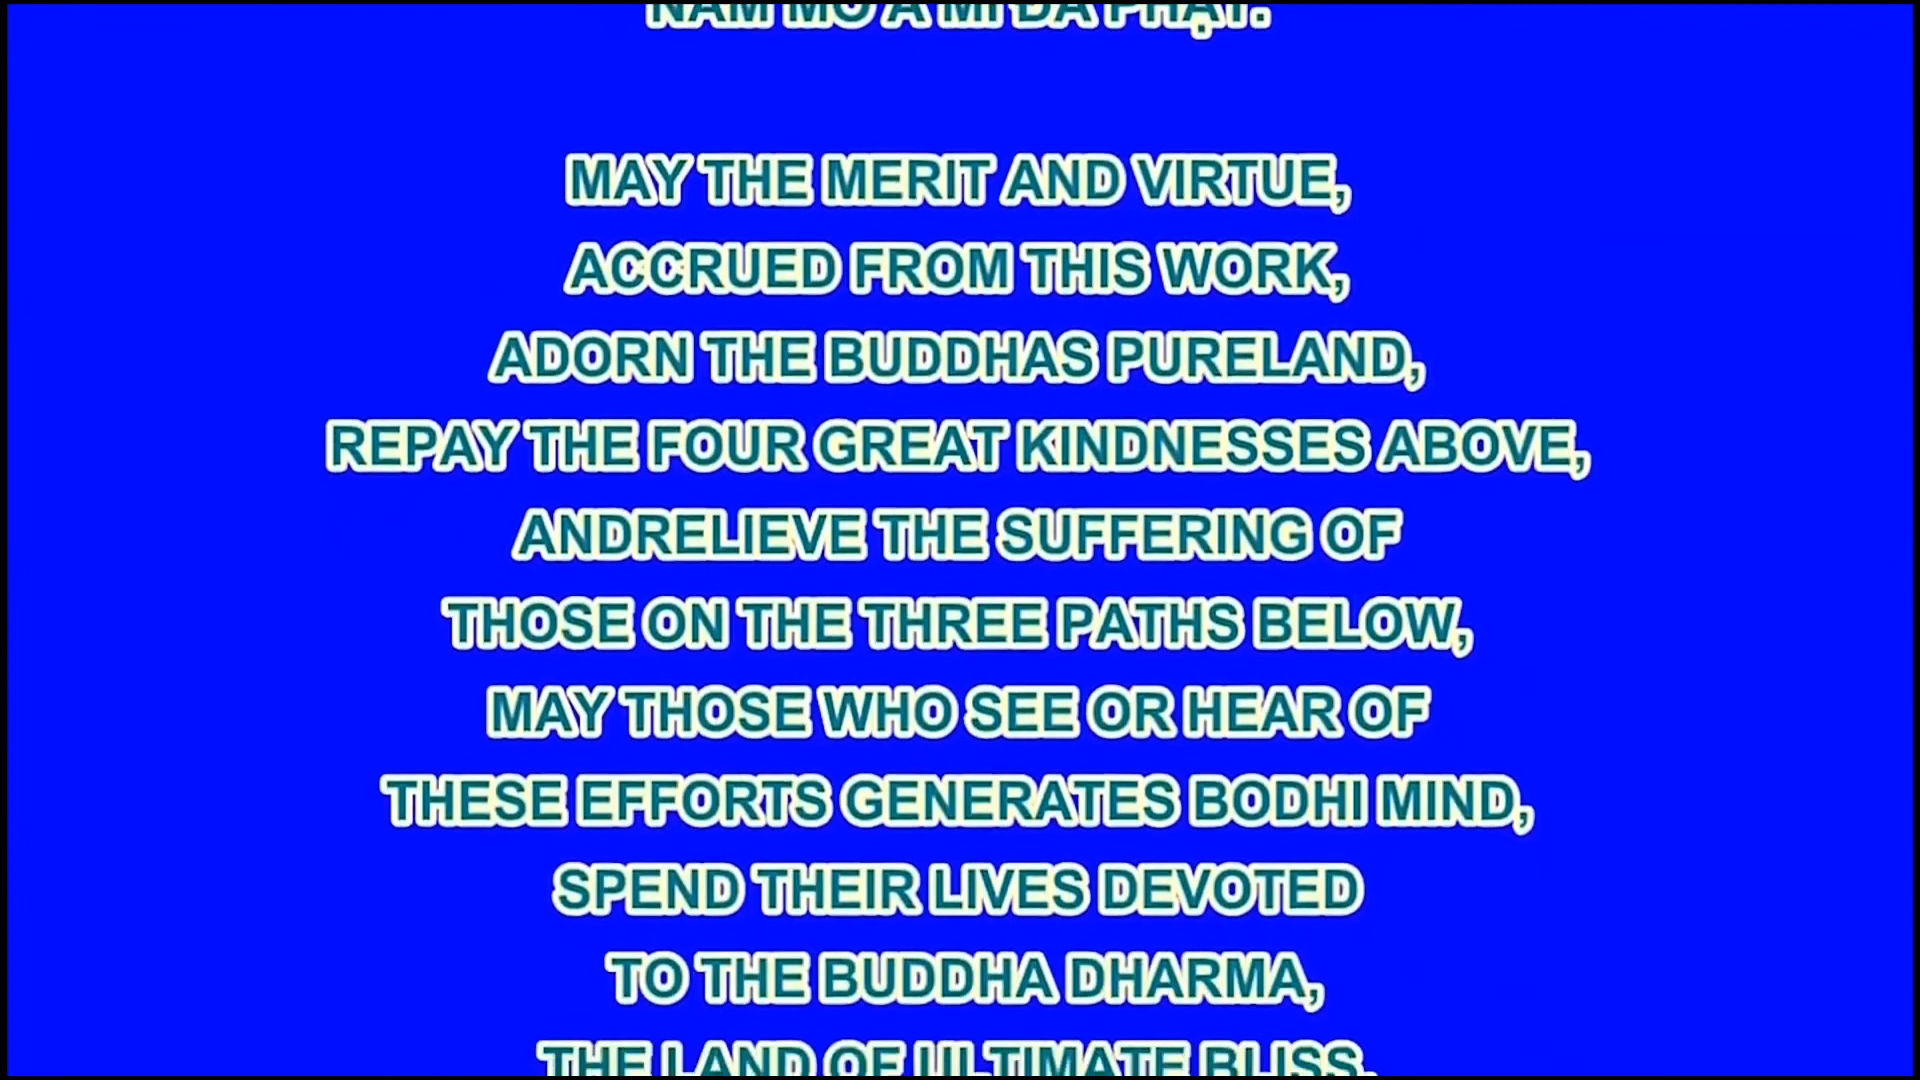 NAM MÔ A MI ĐÀ PHẬT.
MAY THE MERIT AND VIRTUE,
ACCRUED FROM THIS WORK,
ADORN THE BUDDHAS PURELAND,
REPAY THE FOUR GREAT KINDNESSES ABOVE,
ANDRELIEVE THE SUFFERING OF
THOSE ON THE THREE PATHS BELOW,
MAY THOSE WHO SEE OR HEAR OF
THESE EFFORTS GENERATES BODHI MIND,
SPEND THEIR LIVES DEVOTED
TO THE BUDDHA DHARMA,
THE LAND OF ULTIMATE BLISS.